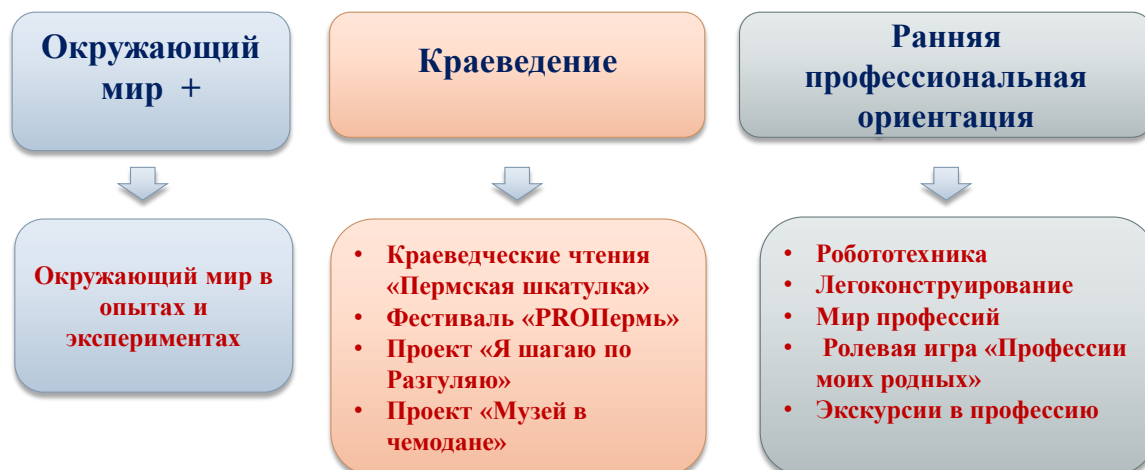 Окружающий
мир +
Краеведение
Ранняя
профессиональная
ориентация
Окружающий мир в
опытах и
экспериментах
• Краеведческие чтения
«Пермская шкатулка»
• Фестиваль «PROПермь»
• Проект «Я шагаю по
Разгуляю»
• Проект «Музей в
чемодане»
• Робототехника
• Легоконструирование
• Мир профессий
• Ролевая игра «Профессии
моих родных»
• Экскурсии в профессию